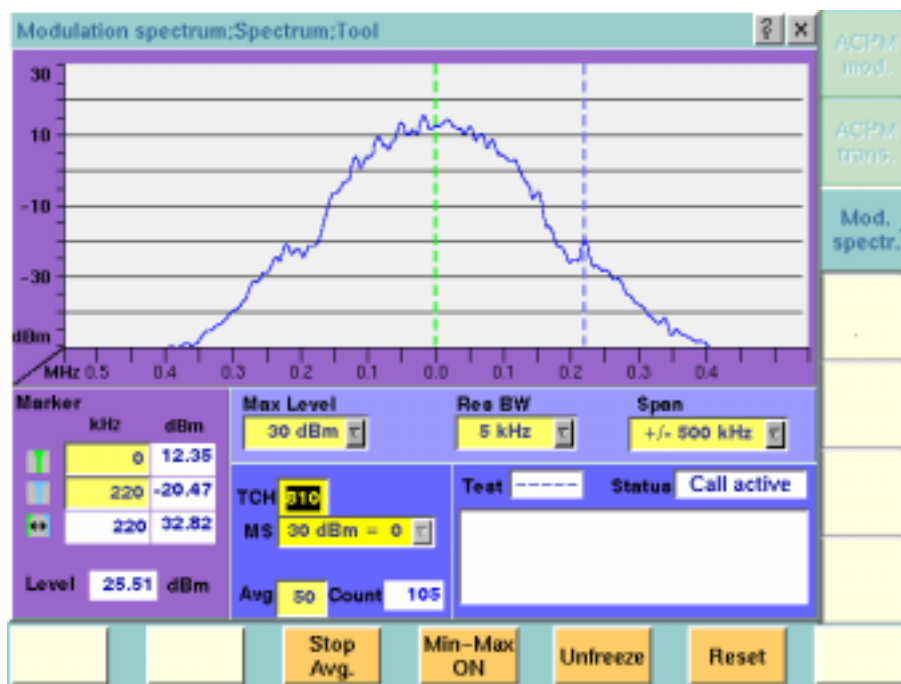 Modulation spectrum;Spectrum;Tool
? X
ACPM mod.
ACPM trans.
Mod. spectr.
30
10
-10
-30
dBm
MHz 0.5 0.4 0.3 0.2 0.1 0.0 0.1 0.2 0.3 0.4
Marker
kHz dBm
0 12.35
220 -20.47
220 32.82
Level 25.51 dBm
Max Level Res BW Span
30 dBm 5 kHz +/- 500 kHz
TCH 810
MS 30 dBm = 0
Avg 50 Count 105
Test ----- Status Call active
Stop Avg.
Min-Max ON
Unfreeze
Reset